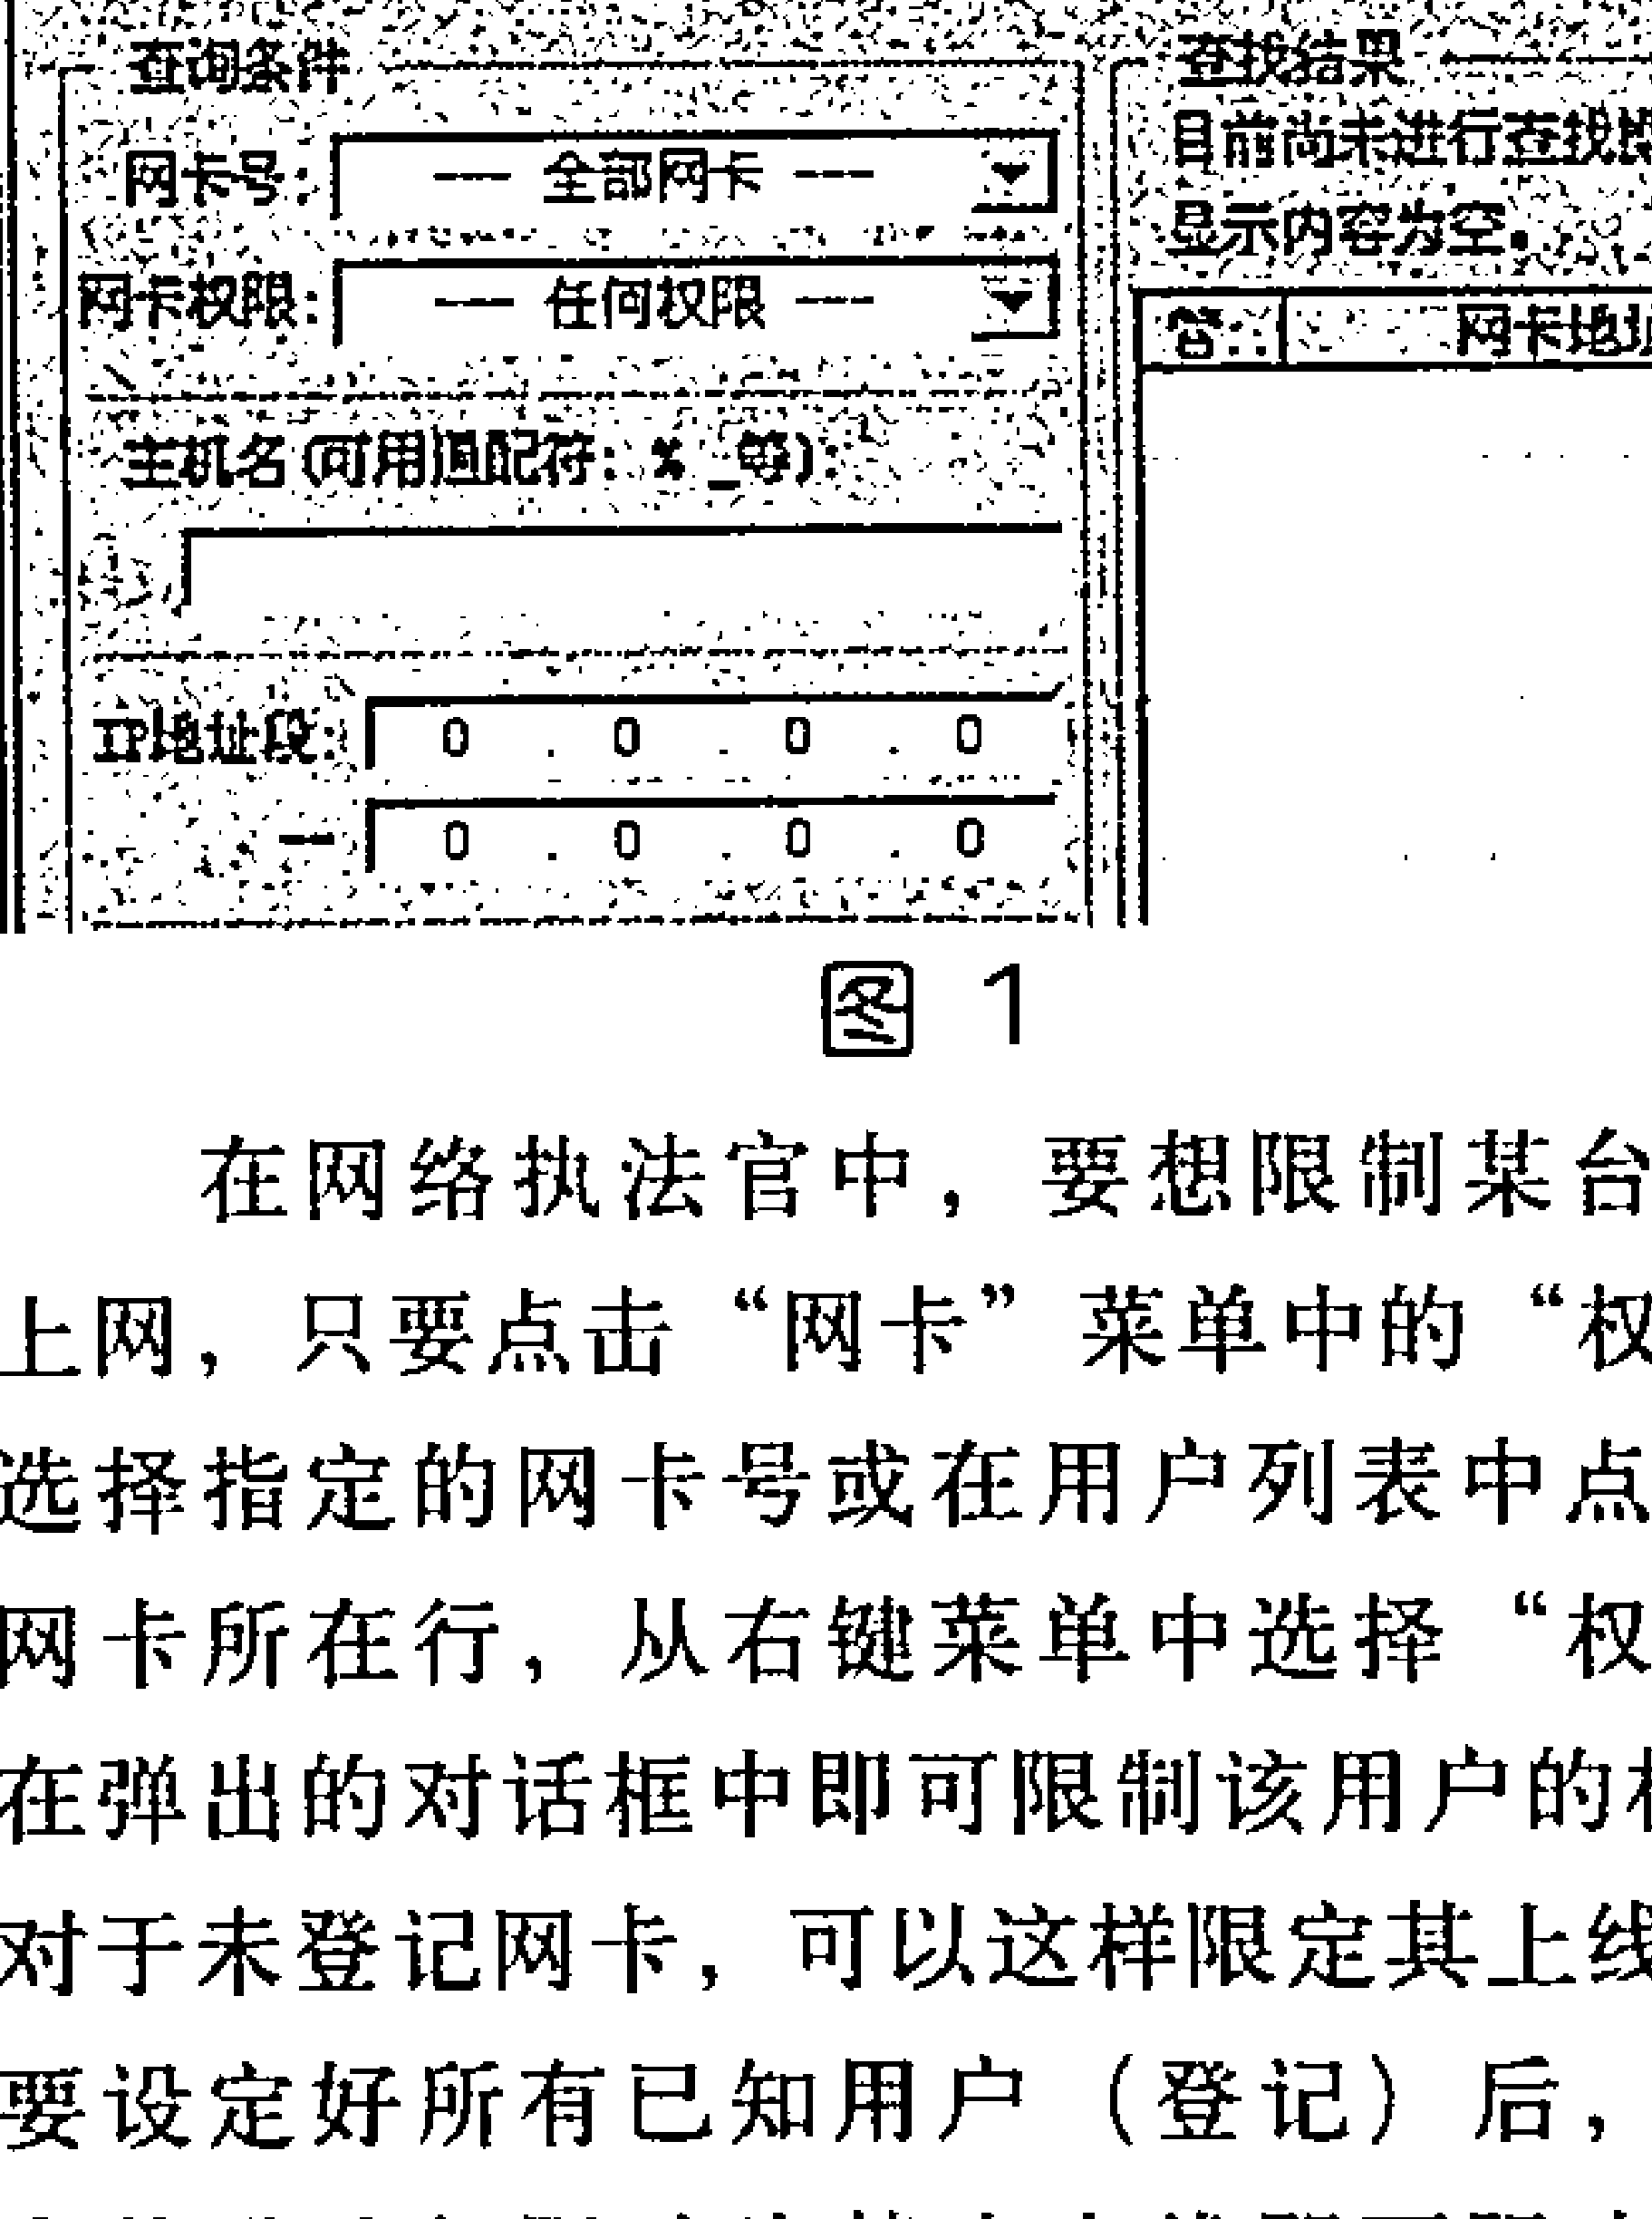 查询条件
网卡号: -- 全部网卡 --
网卡权限: -- 任何权限 --
主机名(可用通配符: % _等):
IP地址段: 0 . 0 . 0 . 0
— 0 . 0 . 0 . 0
查找结果
目前尚未进行查找
显示内容为空。
网卡地址
图 1
在网络执法官中，要想限制某台
上网，只要点击“网卡”菜单中的“权
选择指定的网卡号或在用户列表中点
网卡所在行，从右键菜单中选择“权
在弹出的对话框中即可限制该用户的
对于未登记网卡，可以这样限定其上线
要设定好所有已知用户（登记）后，